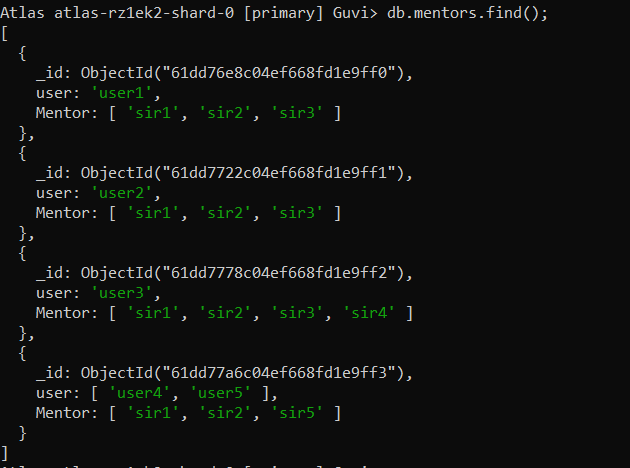 Atlas atlas-rz1ek2-shard-0 [primary] Guvi> db.mentors.find();
[
  {
    _id: ObjectId("61dd76e8c04ef668fd1e9ff0"),
    user: 'user1',
    Mentor: [ 'sir1', 'sir2', 'sir3' ]
  },
  {
    _id: ObjectId("61dd7722c04ef668fd1e9ff1"),
    user: 'user2',
    Mentor: [ 'sir1', 'sir2', 'sir3' ]
  },
  {
    _id: ObjectId("61dd7778c04ef668fd1e9ff2"),
    user: 'user3',
    Mentor: [ 'sir1', 'sir2', 'sir3', 'sir4' ]
  },
  {
    _id: ObjectId("61dd77a6c04ef668fd1e9ff3"),
    user: [ 'user4', 'user5' ],
    Mentor: [ 'sir1', 'sir2', 'sir5' ]
  }
]